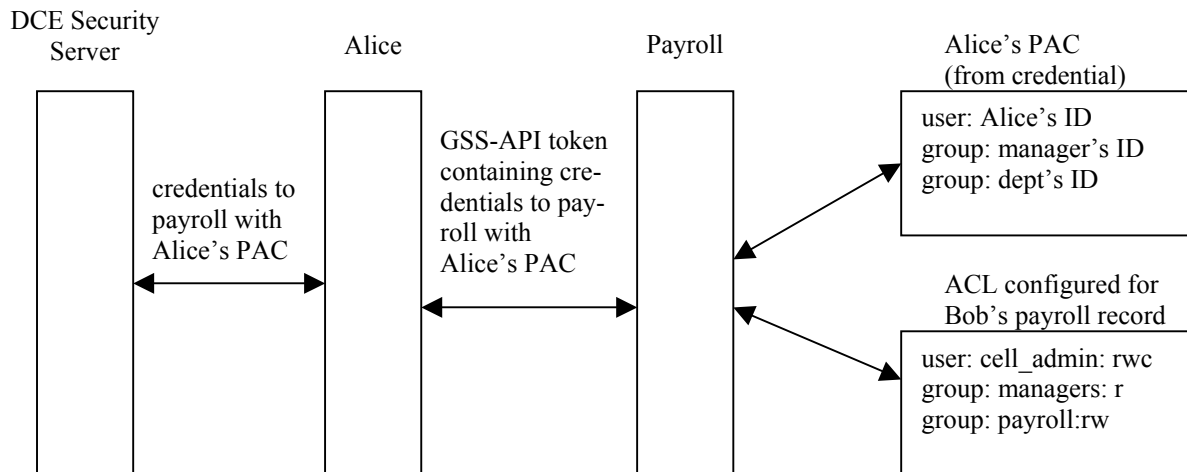 DCE Security
Server
Alice
Payroll
Alice's PAC
(from credential)
user: Alice's ID
group: manager's ID
group: dept's ID
credentials to
payroll with
Alice's PAC
GSS-API token
containing cre-
dentials to pay-
roll with
Alice's PAC
ACL configured for
Bob's payroll record
user: cell_admin: rwc
group: managers: r
group: payroll:rw